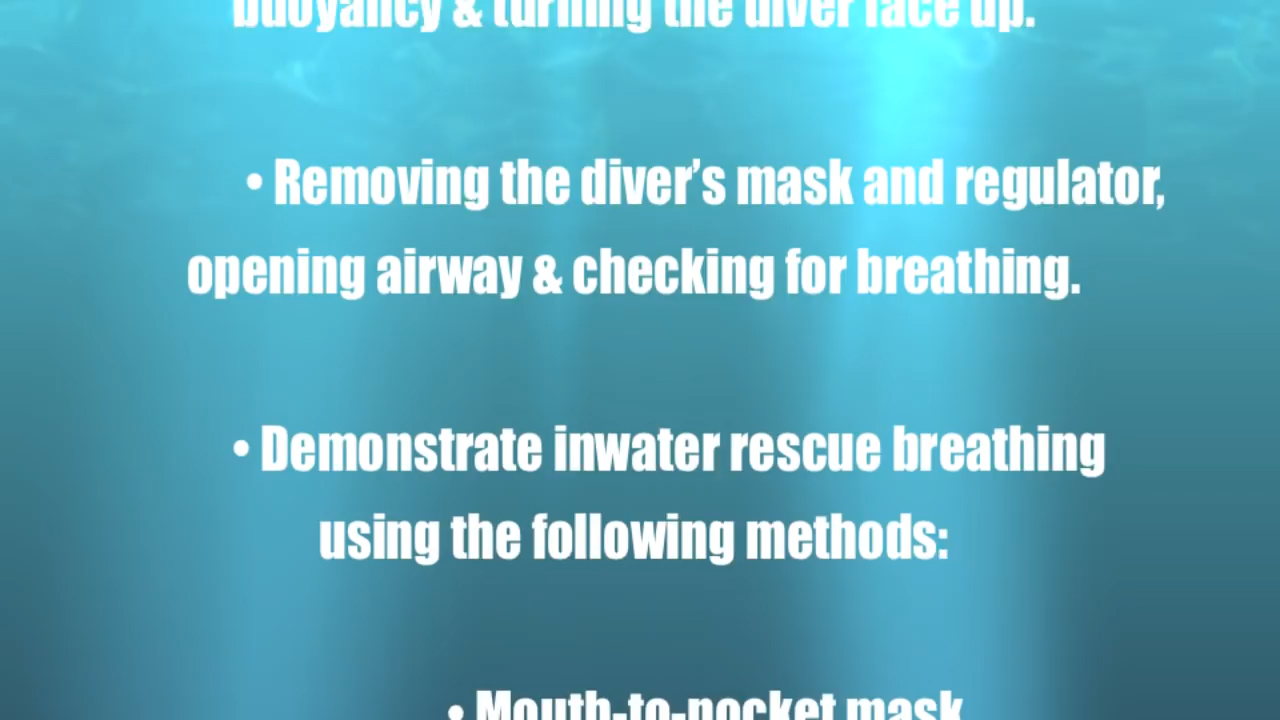 buoyancy & turning the diver face up.
• Removing the diver’s mask and regulator,
opening airway & checking for breathing.
• Demonstrate inwater rescue breathing
using the following methods:
• Mouth-to-pocket mask